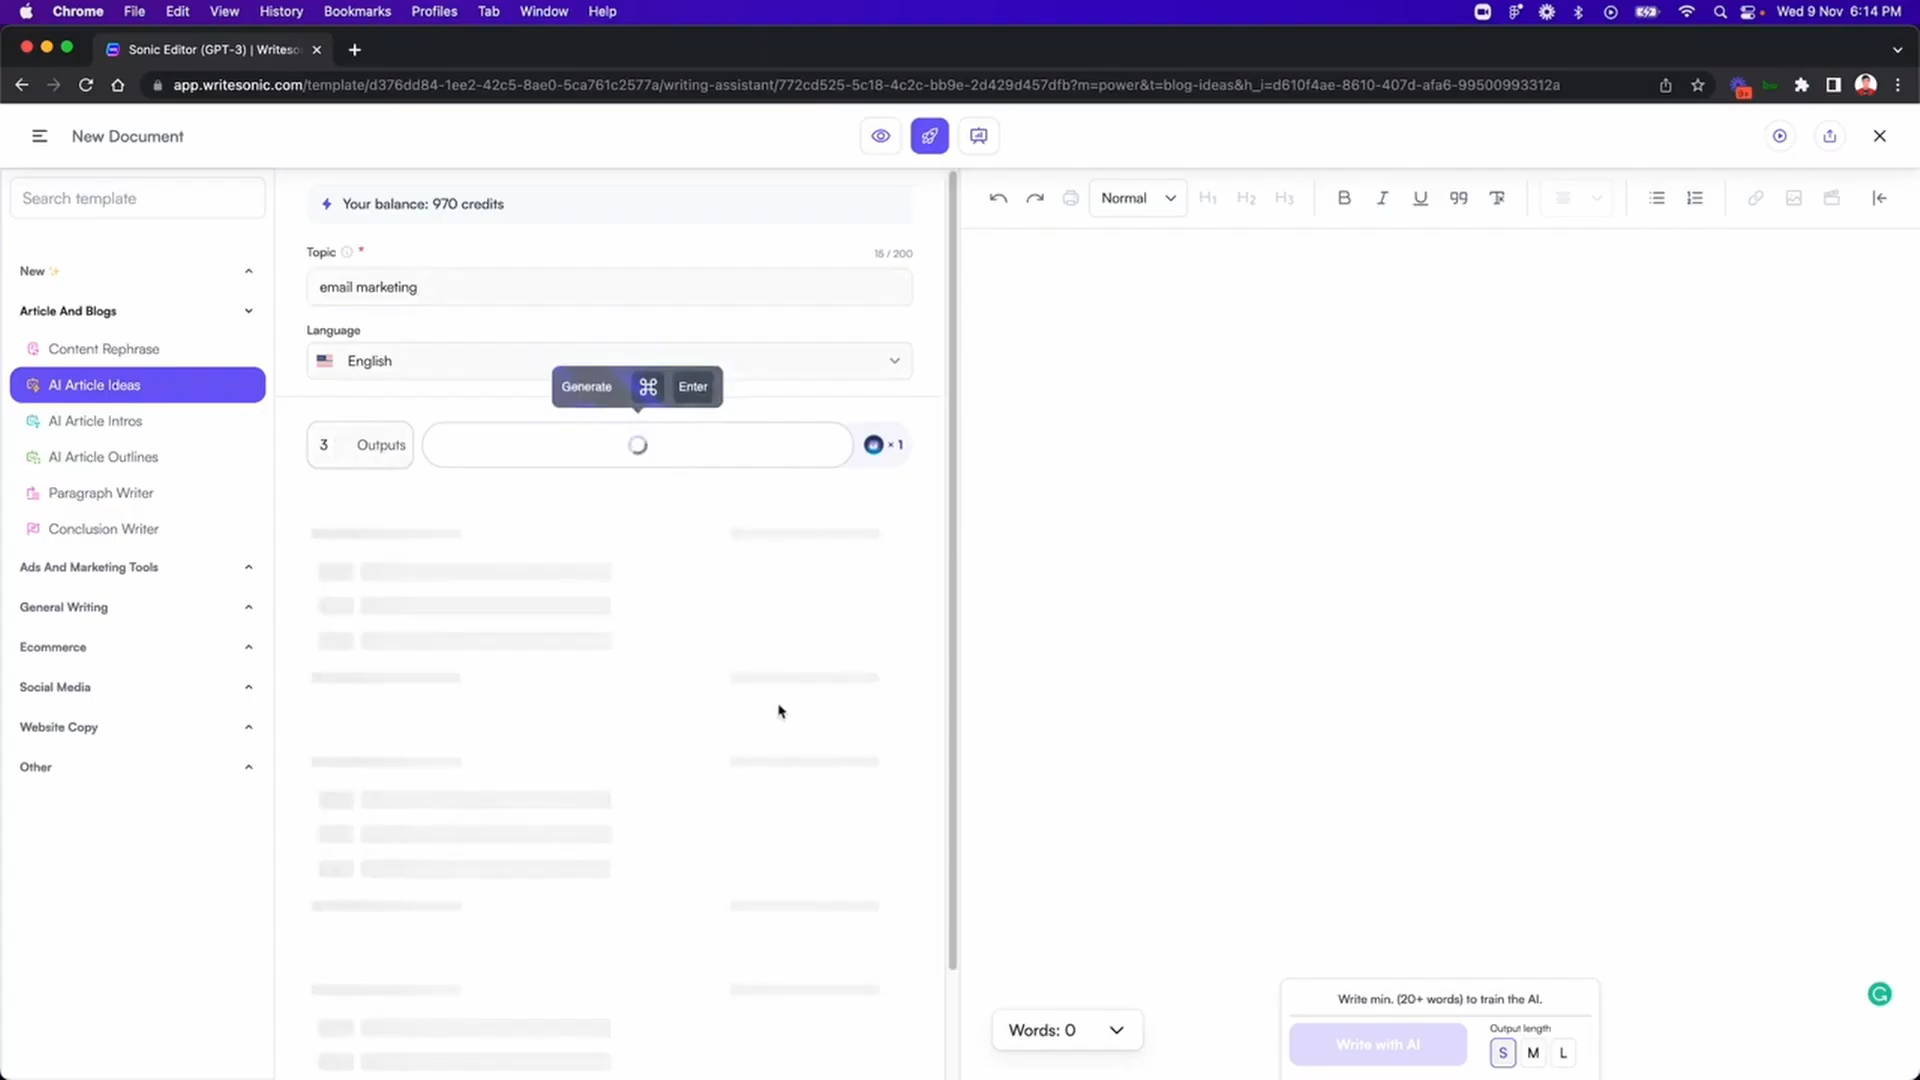 Chrome File Edit View History Bookmarks Profiles Tab Window Help Wed 9 Nov 6:14 PM
Sonic Editor (GPT-3) | Writeso
app.writesonic.com/template/d376dd84-1ee2-42c5-8ae0-5ca761c2577a/writing-assistant/772cd525-5c18-4c2c-bb9e-2d429d457dfb?m=power&t=blog-ideas&h_i=d610f4ae-8610-407d-afa6-99500993312a
9+
New Document
Search template
New
Article And Blogs
Content Rephrase
AI Article Ideas
AI Article Intros
AI Article Outlines
Paragraph Writer
Conclusion Writer
Ads And Marketing Tools
General Writing
Ecommerce
Social Media
Website Copy
Other
Your balance: 970 credits
Topic * 15 / 200
email marketing
Language
English
Generate ⌘ Enter
3 Outputs × 1
Normal H1 H2 H3 B I U
Words: 0
Write min. (20+ words) to train the AI.
Write with AI
Output length
S M L